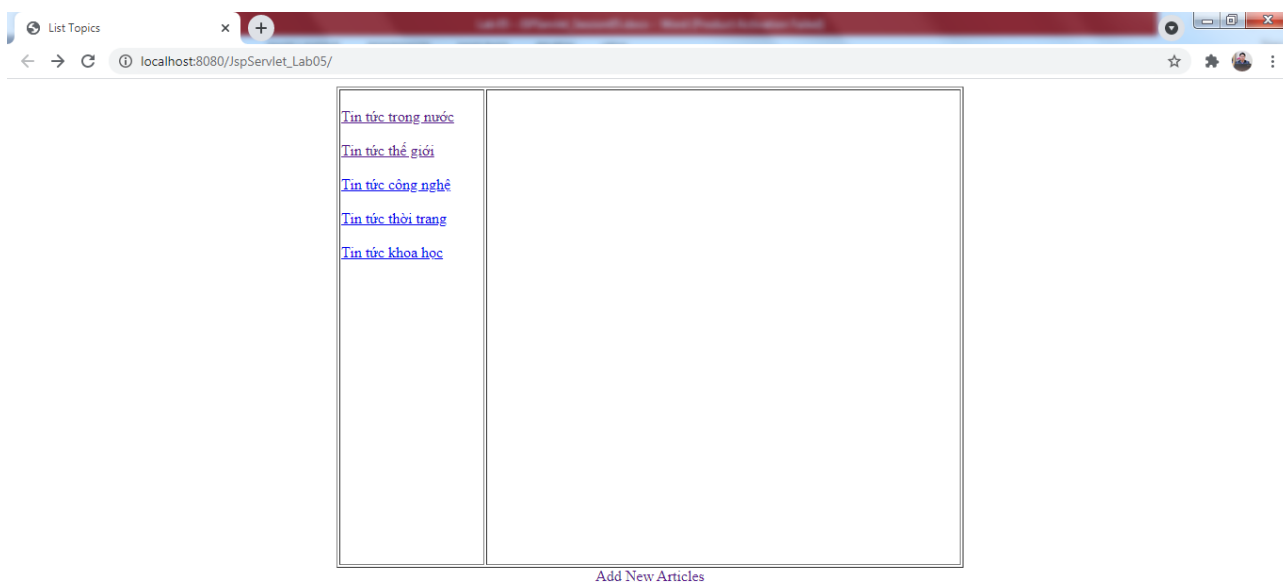 List Topics
localhost:8080/JspServlet_Lab05/
Tin tức trong nước
Tin tức thế giới
Tin tức công nghệ
Tin tức thời trang
Tin tức khoa học
Add New Articles